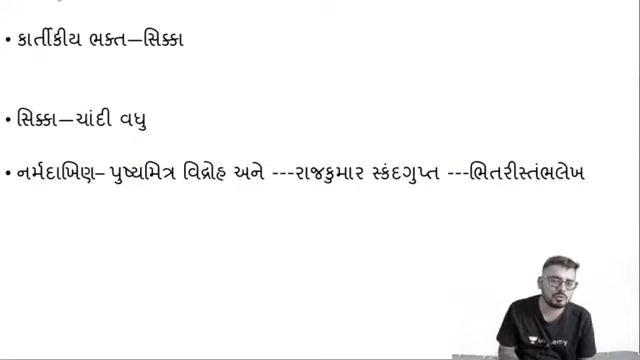 • કાર્તીકીય ભક્ત—સિક્કા
• સિક્કા—ચાંદી વધુ
• નર્મદાખિણ– પુષ્યમિત્ર વિદ્રોહ અને ---રાજકુમાર સ્કંદગુપ્ત ---ભિતરીસ્તંભલેખ